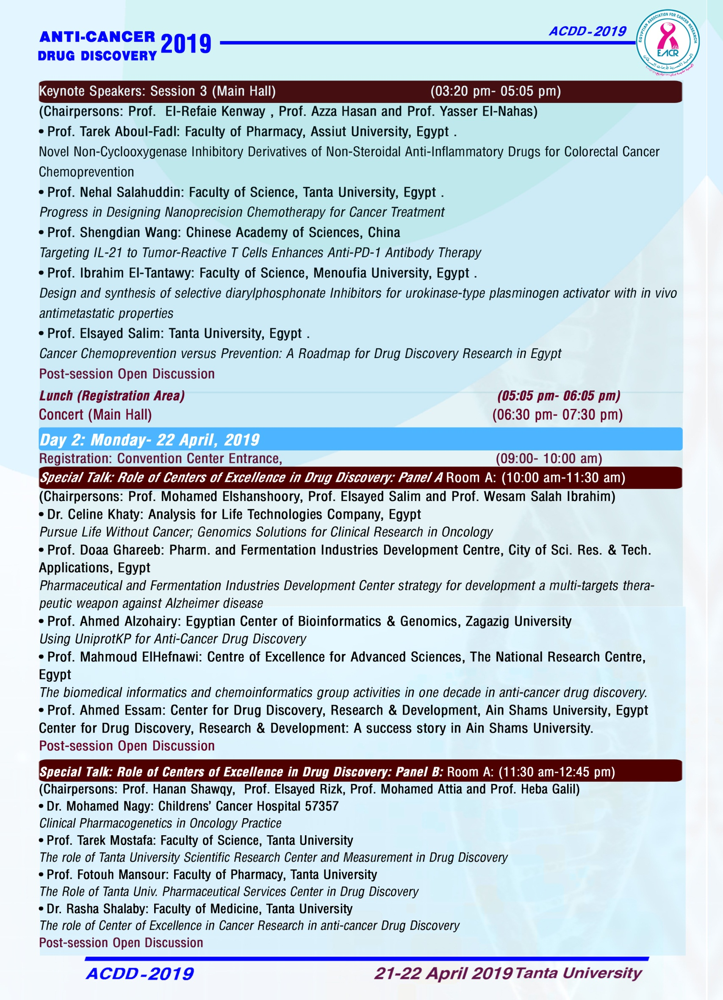 ANTI-CANCER
DRUG DISCOVERY 2019
ACDD-2019
EGYPTIAN ASSOCIATION FOR CANCER RESEARCH
EACR
الجمعية المصرية لأبحاث السرطان
Keynote Speakers: Session 3 (Main Hall) (03:20 pm- 05:05 pm)
(Chairpersons: Prof. El-Refaie Kenway , Prof. Azza Hasan and Prof. Yasser El-Nahas)
• Prof. Tarek Aboul-Fadl: Faculty of Pharmacy, Assiut University, Egypt .
Novel Non-Cyclooxygenase Inhibitory Derivatives of Non-Steroidal Anti-Inflammatory Drugs for Colorectal Cancer
Chemoprevention
• Prof. Nehal Salahuddin: Faculty of Science, Tanta University, Egypt .
Progress in Designing Nanoprecision Chemotherapy for Cancer Treatment
• Prof. Shengdian Wang: Chinese Academy of Sciences, China
Targeting IL-21 to Tumor-Reactive T Cells Enhances Anti-PD-1 Antibody Therapy
• Prof. Ibrahim El-Tantawy: Faculty of Science, Menoufia University, Egypt .
Design and synthesis of selective diarylphosphonate Inhibitors for urokinase-type plasminogen activator with in vivo
antimetastatic properties
• Prof. Elsayed Salim: Tanta University, Egypt .
Cancer Chemoprevention versus Prevention: A Roadmap for Drug Discovery Research in Egypt
Post-session Open Discussion
Lunch (Registration Area) (05:05 pm- 06:05 pm)
Concert (Main Hall) (06:30 pm- 07:30 pm)
Day 2: Monday- 22 April, 2019
Registration: Convention Center Entrance, (09:00- 10:00 am)
Special Talk: Role of Centers of Excellence in Drug Discovery: Panel A Room A: (10:00 am-11:30 am)
(Chairpersons: Prof. Mohamed Elshanshoory, Prof. Elsayed Salim and Prof. Wesam Salah Ibrahim)
• Dr. Celine Khaty: Analysis for Life Technologies Company, Egypt
Pursue Life Without Cancer; Genomics Solutions for Clinical Research in Oncology
• Prof. Doaa Ghareeb: Pharm. and Fermentation Industries Development Centre, City of Sci. Res. & Tech.
Applications, Egypt
Pharmaceutical and Fermentation Industries Development Center strategy for development a multi-targets thera-
peutic weapon against Alzheimer disease
• Prof. Ahmed Alzohairy: Egyptian Center of Bioinformatics & Genomics, Zagazig University
Using UniprotKP for Anti-Cancer Drug Discovery
• Prof. Mahmoud ElHefnawi: Centre of Excellence for Advanced Sciences, The National Research Centre,
Egypt
The biomedical informatics and chemoinformatics group activities in one decade in anti-cancer drug discovery.
• Prof. Ahmed Essam: Center for Drug Discovery, Research & Development, Ain Shams University, Egypt
Center for Drug Discovery, Research & Development: A success story in Ain Shams University.
Post-session Open Discussion
Special Talk: Role of Centers of Excellence in Drug Discovery: Panel B: Room A: (11:30 am-12:45 pm)
(Chairpersons: Prof. Hanan Shawqy, Prof. Elsayed Rizk, Prof. Mohamed Attia and Prof. Heba Galil)
• Dr. Mohamed Nagy: Childrens’ Cancer Hospital 57357
Clinical Pharmacogenetics in Oncology Practice
• Prof. Tarek Mostafa: Faculty of Science, Tanta University
The role of Tanta University Scientific Research Center and Measurement in Drug Discovery
• Prof. Fotouh Mansour: Faculty of Pharmacy, Tanta University
The Role of Tanta Univ. Pharmaceutical Services Center in Drug Discovery
• Dr. Rasha Shalaby: Faculty of Medicine, Tanta University
The role of Center of Excellence in Cancer Research in anti-cancer Drug Discovery
Post-session Open Discussion
ACDD-2019 21-22 April 2019 Tanta University